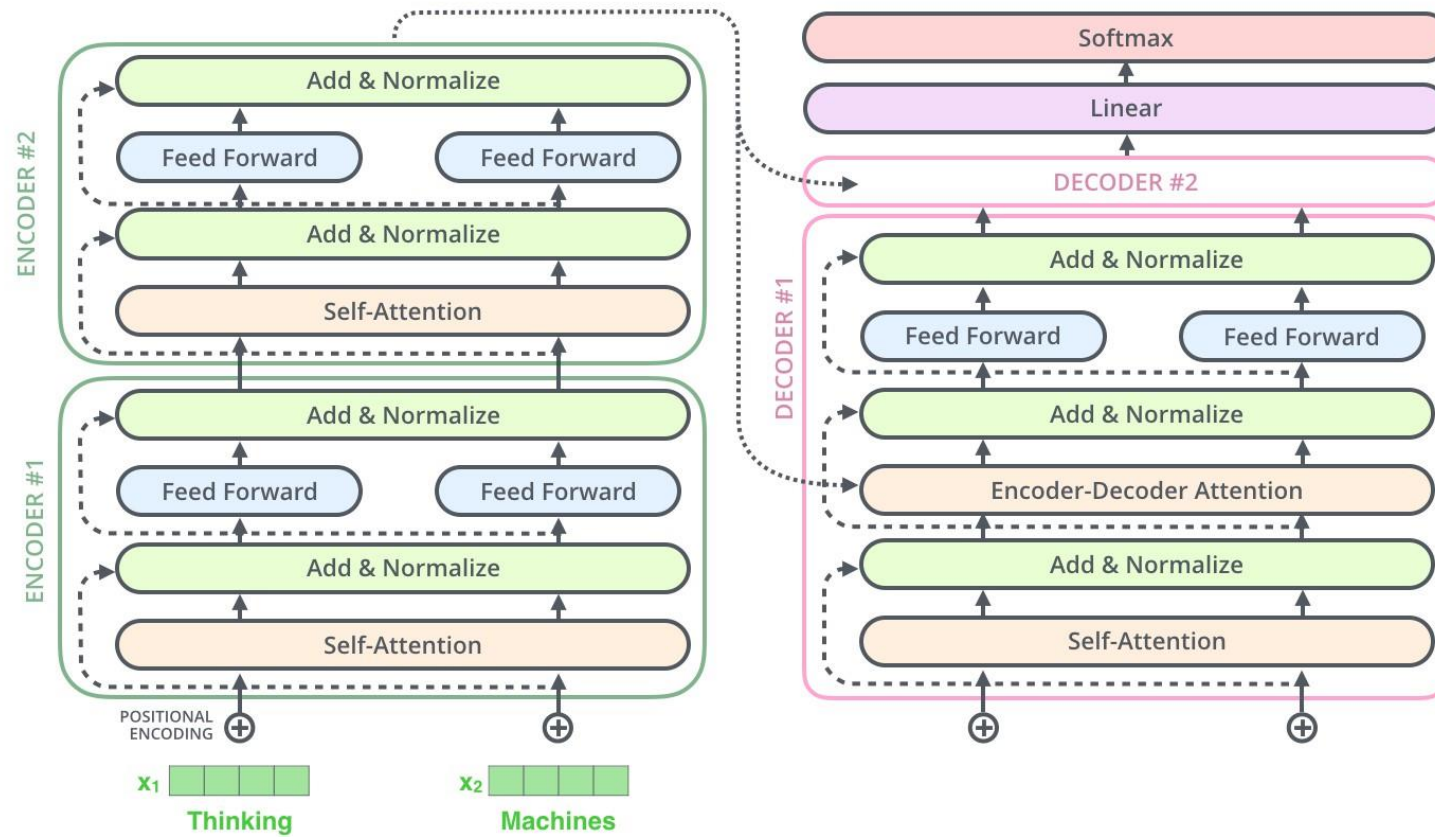 ENCODER #2
Add & Normalize
Feed Forward
Feed Forward
Add & Normalize
Self-Attention
ENCODER #1
Add & Normalize
Feed Forward
Feed Forward
Add & Normalize
Self-Attention
POSITIONAL
ENCODING
x₁
x₂
Thinking
Machines
Softmax
Linear
DECODER #2
DECODER #1
Add & Normalize
Feed Forward
Feed Forward
Add & Normalize
Encoder-Decoder Attention
Add & Normalize
Self-Attention